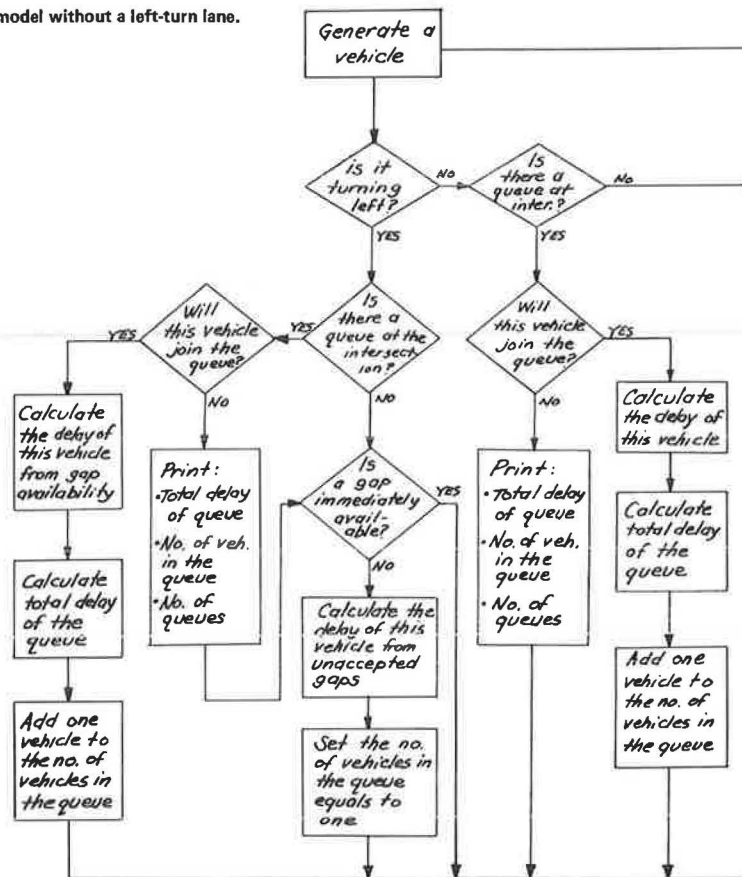 model without a left-turn lane.
Generate a
vehicle
is it
turning
left?
NO
Is
there a
queue at
inter.?
NO
YES
YES
Will
this vehicle
join the
queue?
YES
YES
Is
there a
queue at the
intersect
ion?
Will
this vehicle
join the
queue?
YES
NO
NO
NO
Calculate
the delay of
this vehicle
from gap
availability
Print:
•Total delay
of queue
•No. of veh.
in the
queue
•No. of
queues
Is
a gap
immediately
avail-
able?
YES
NO
Print:
•Total delay
of queue
•No. of veh.
in the
queue
•No. of
queues
Calculate
the delay of
this vehicle
Calculate
total delay
of the
queue
Calculate
total delay
of the
queue
Calculate the
delay of this
vehicle from
unaccepted
gaps
Add one
vehicle to
the no. of
vehicles in
the queue
Add one
vehicle to
the no. of
vehicles in
the queue
Set the no.
of vehicles in
the queue
equals to
one